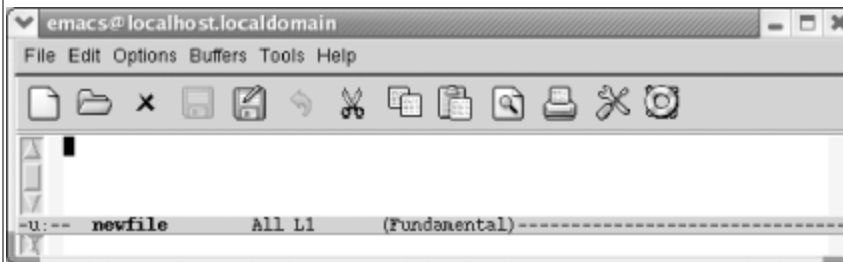 emacs@localhost.localdomain
File Edit Options Buffers Tools Help
-u:-- newfile All L1 (Fundamental)------------------------------